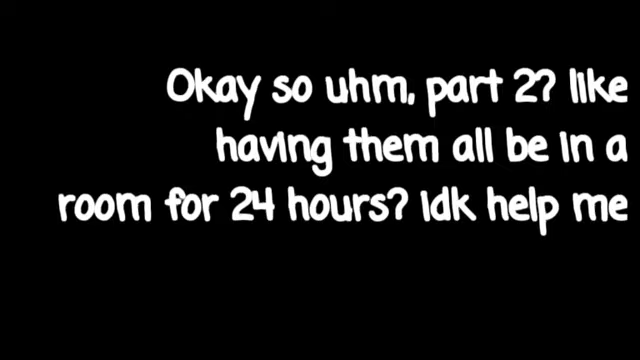 Okay so uhm, part 2? like
having them all be in a
room for 24 hours? Idk help me